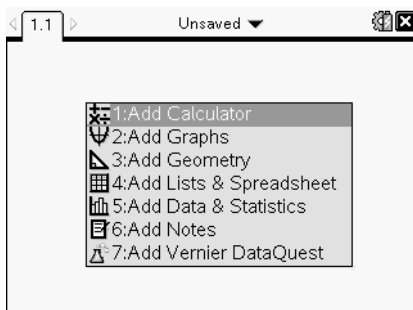 1.1 Unsaved
1:Add Calculator
2:Add Graphs
3:Add Geometry
4:Add Lists & Spreadsheet
5:Add Data & Statistics
6:Add Notes
7:Add Vernier DataQuest